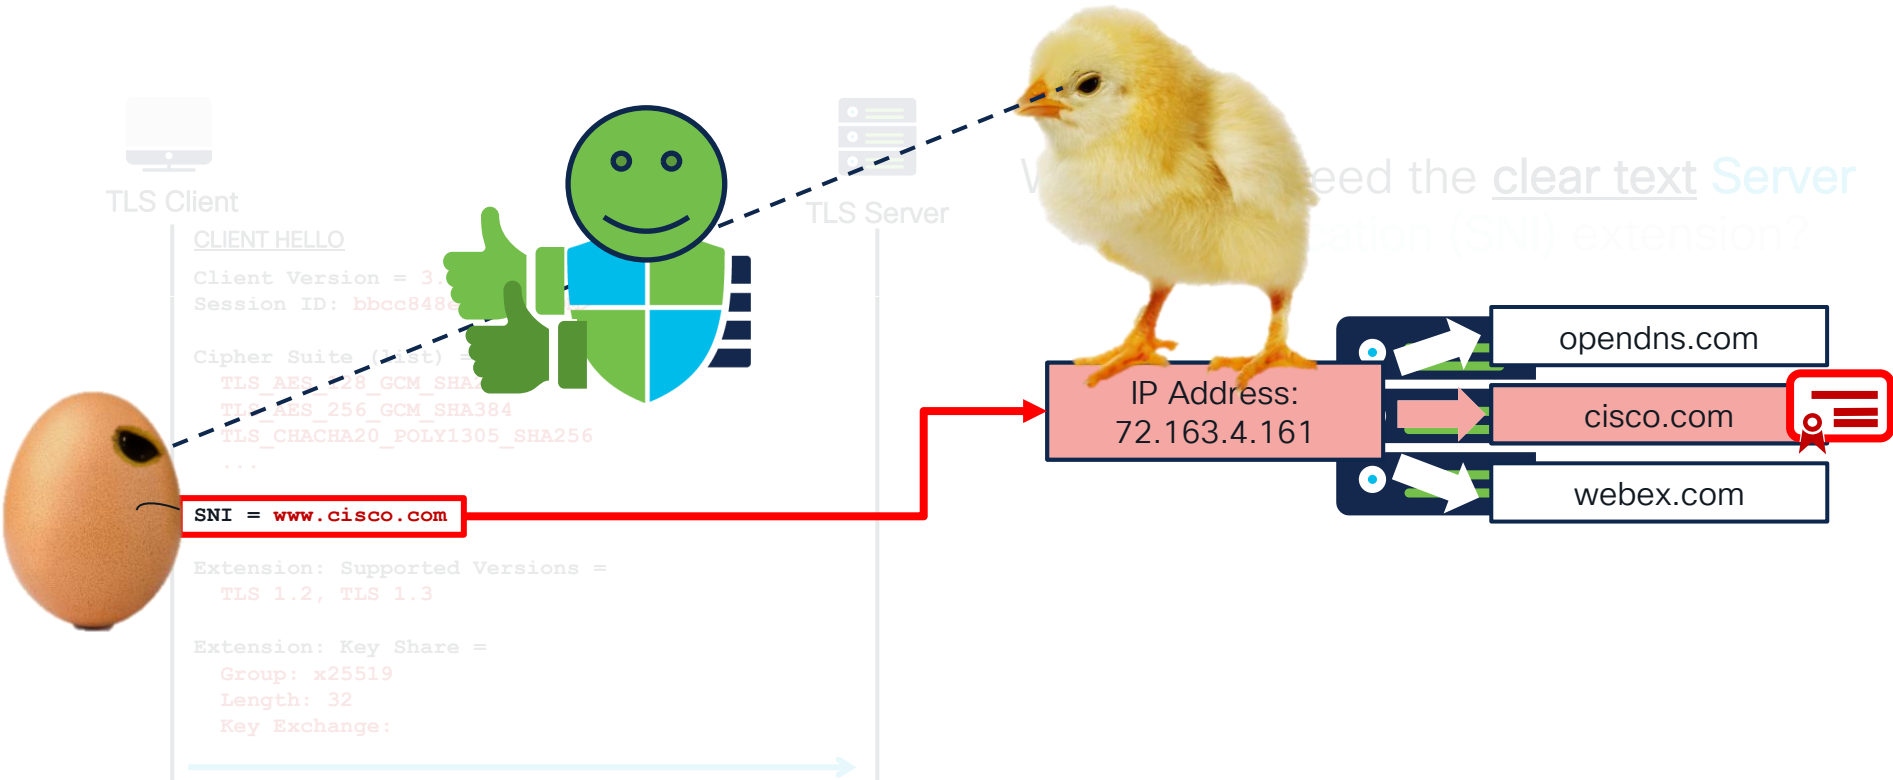 TLS Client
TLS Server
CLIENT HELLO
Client Version = 3.
Session ID: bbcc848
Cipher Suite (list) =
TLS_AES_128_GCM_SHA
TLS_AES_256_GCM_SHA384
TLS_CHACHA20_POLY1305_SHA256
...
SNI = www.cisco.com
Extension: Supported Versions =
TLS 1.2, TLS 1.3
Extension: Key Share =
Group: x25519
Length: 32
Key Exchange:
eed the clear text Server
cation (SNI) extension?
IP Address:
72.163.4.161
opendns.com
cisco.com
webex.com